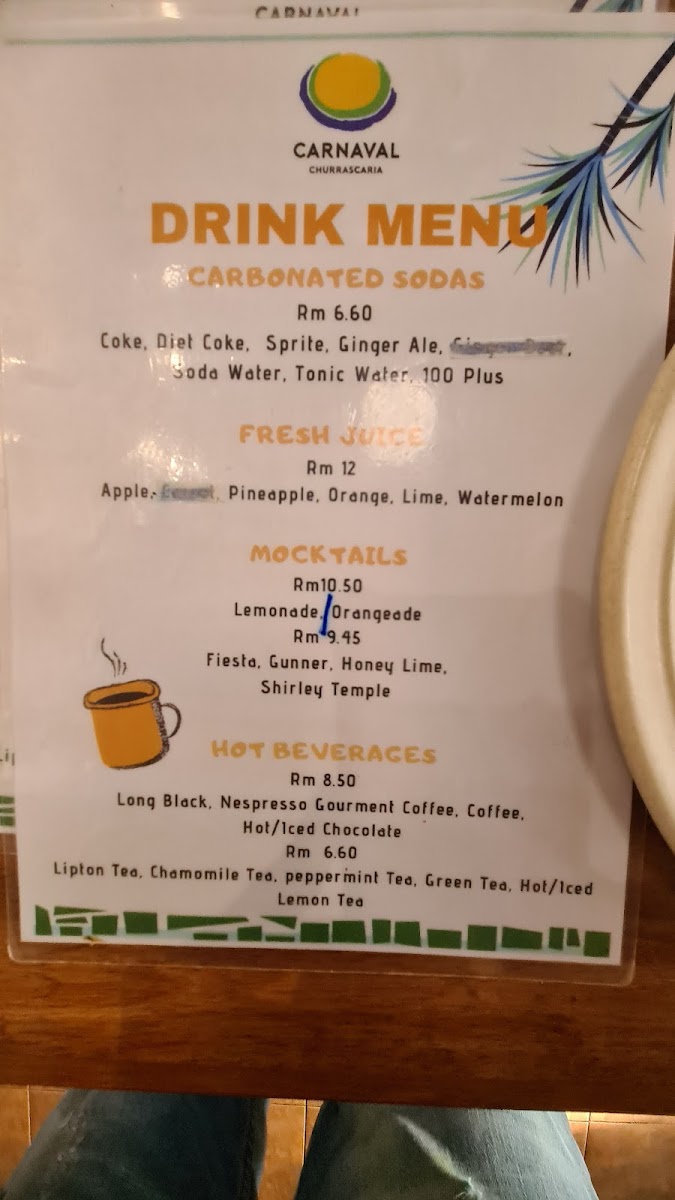 CARNAVAL
CARNAVAL
CHURRASCARIA
DRINK MENU
CARBONATED SODAS
Rm 6.60
Coke, Diet Coke, Sprite, Ginger Ale, ,
Soda Water, Tonic Water, 100 Plus
FRESH JUICE
Rm 12
Apple, , Pineapple, Orange, Lime, Watermelon
MOCKTAILS
Rm10.50
Lemonade,/Orangeade
Rm 9.45
Fiesta, Gunner, Honey Lime,
Shirley Temple
HOT BEVERAGES
Rm 8.50
Long Black, Nespresso Gourmet Coffee, Coffee,
Hot/Iced Chocolate
Rm 6.60
Lipton Tea, Chamomile Tea, peppermint Tea, Green Tea, Hot/Iced
Lemon Tea